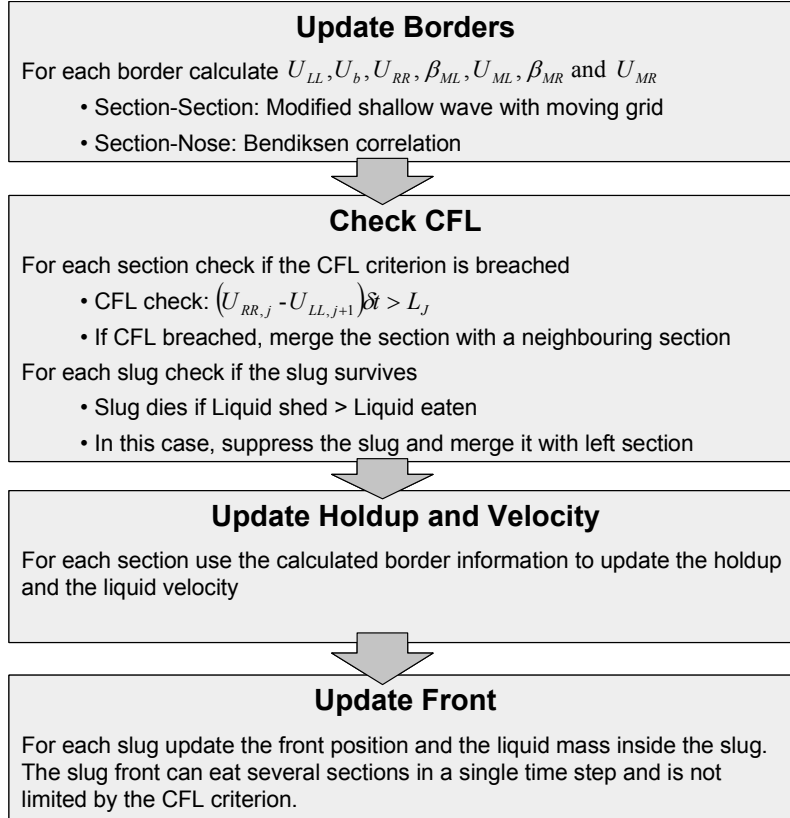 Update Borders
For each border calculate U_LL, U_b, U_RR, β_ML, U_ML, β_MR and U_MR
• Section-Section: Modified shallow wave with moving grid
• Section-Nose: Bendiksen correlation
Check CFL
For each section check if the CFL criterion is breached
• CFL check: (U_RR,j - U_LL,j+1)δt > L_J
• If CFL breached, merge the section with a neighbouring section
For each slug check if the slug survives
• Slug dies if Liquid shed > Liquid eaten
• In this case, suppress the slug and merge it with left section
Update Holdup and Velocity
For each section use the calculated border information to update the holdup
and the liquid velocity
Update Front
For each slug update the front position and the liquid mass inside the slug.
The slug front can eat several sections in a single time step and is not
limited by the CFL criterion.